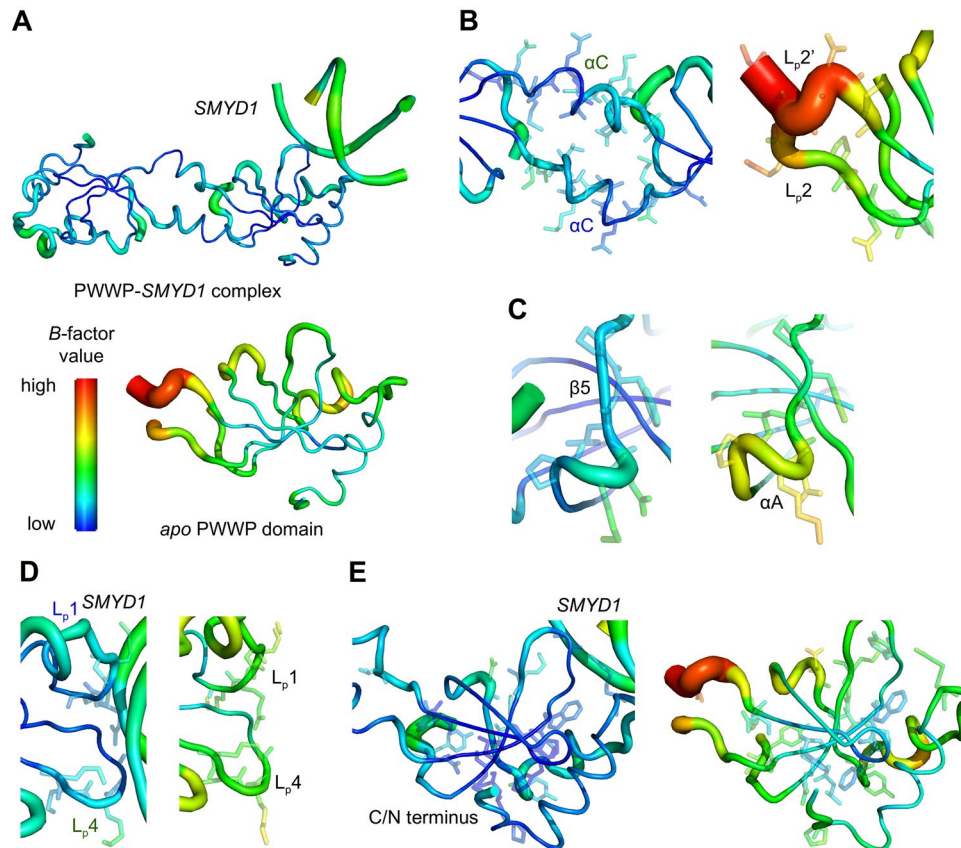 A
SMYD1
PWWP-SMYD1 complex
B-factor
value
high
low
apo PWWP domain
B
αC
αC
Lp2'
Lp2
C
β5
αA
D
SMYD1
Lp1
Lp4
Lp1
Lp4
E
SMYD1
C/N terminus